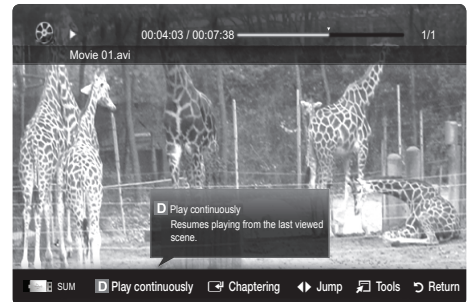 00:04:03 / 00:07:38 1/1
Movie 01.avi
D Play continuously
Resumes playing from the last viewed
scene.
SUM D Play continuously Chaptering Jump Tools Return